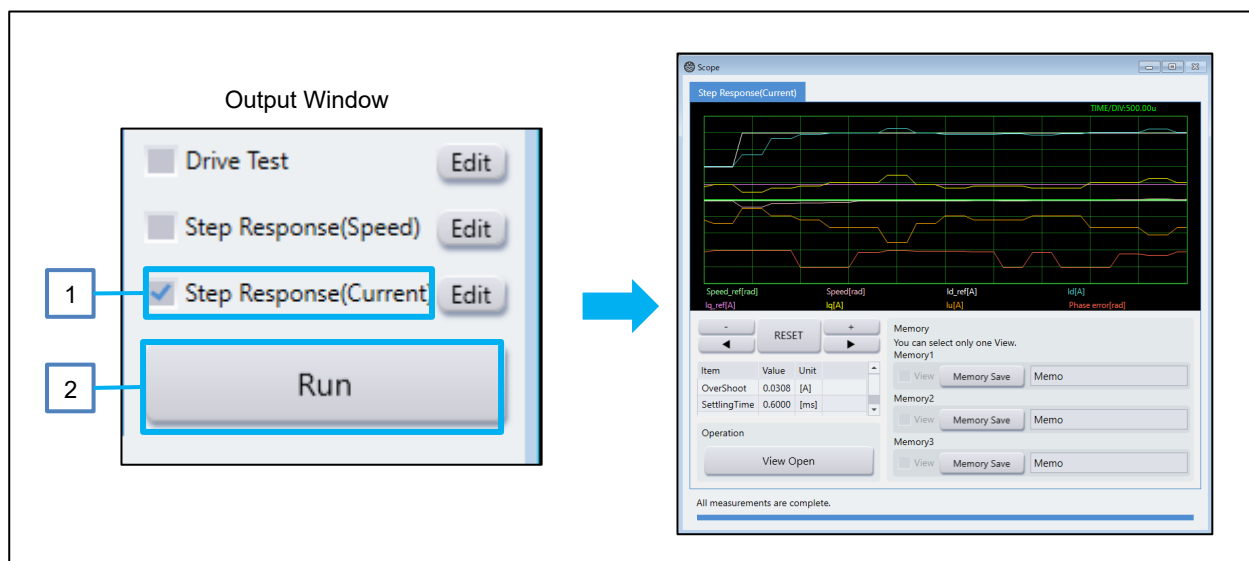 Output Window
Drive Test
Edit
Step Response(Speed)
Edit
1
Step Response(Current)
Edit
2
Run
Scope
Step Response(Current)
TIME/DIV:500.00u
Speed_ref[rad] Speed[rad] Id_ref[A] Id[A]
Iq_ref[A] Iq[A] Iu[A] Phase error[rad]
- RESET +
◀ ▶
Item Value Unit
OverShoot 0.0308 [A]
SettlingTime 0.6000 [ms]
Operation
View Open
Memory
You can select only one View.
Memory1
View Memory Save Memo
Memory2
View Memory Save Memo
Memory3
View Memory Save Memo
All measurements are complete.